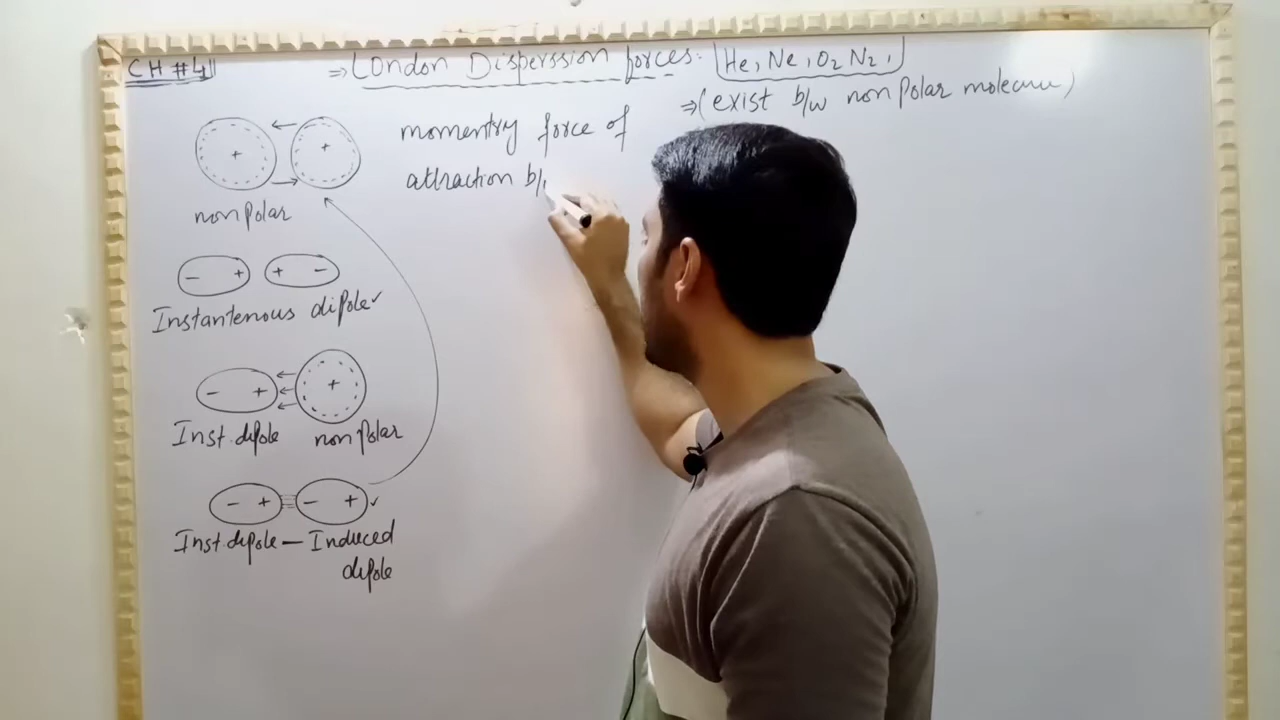 CH #4
⇒ London Disperssion forces: He, Ne, O2 N2,
⇒ (exist b/w non polar molecule)
momentry force of
attraction b/
+ +
non polar
- + + -
Instantenous dipole ✓
- + +
Inst. dipole non polar
- + - + ✓
Inst. dipole — Induced
dipole